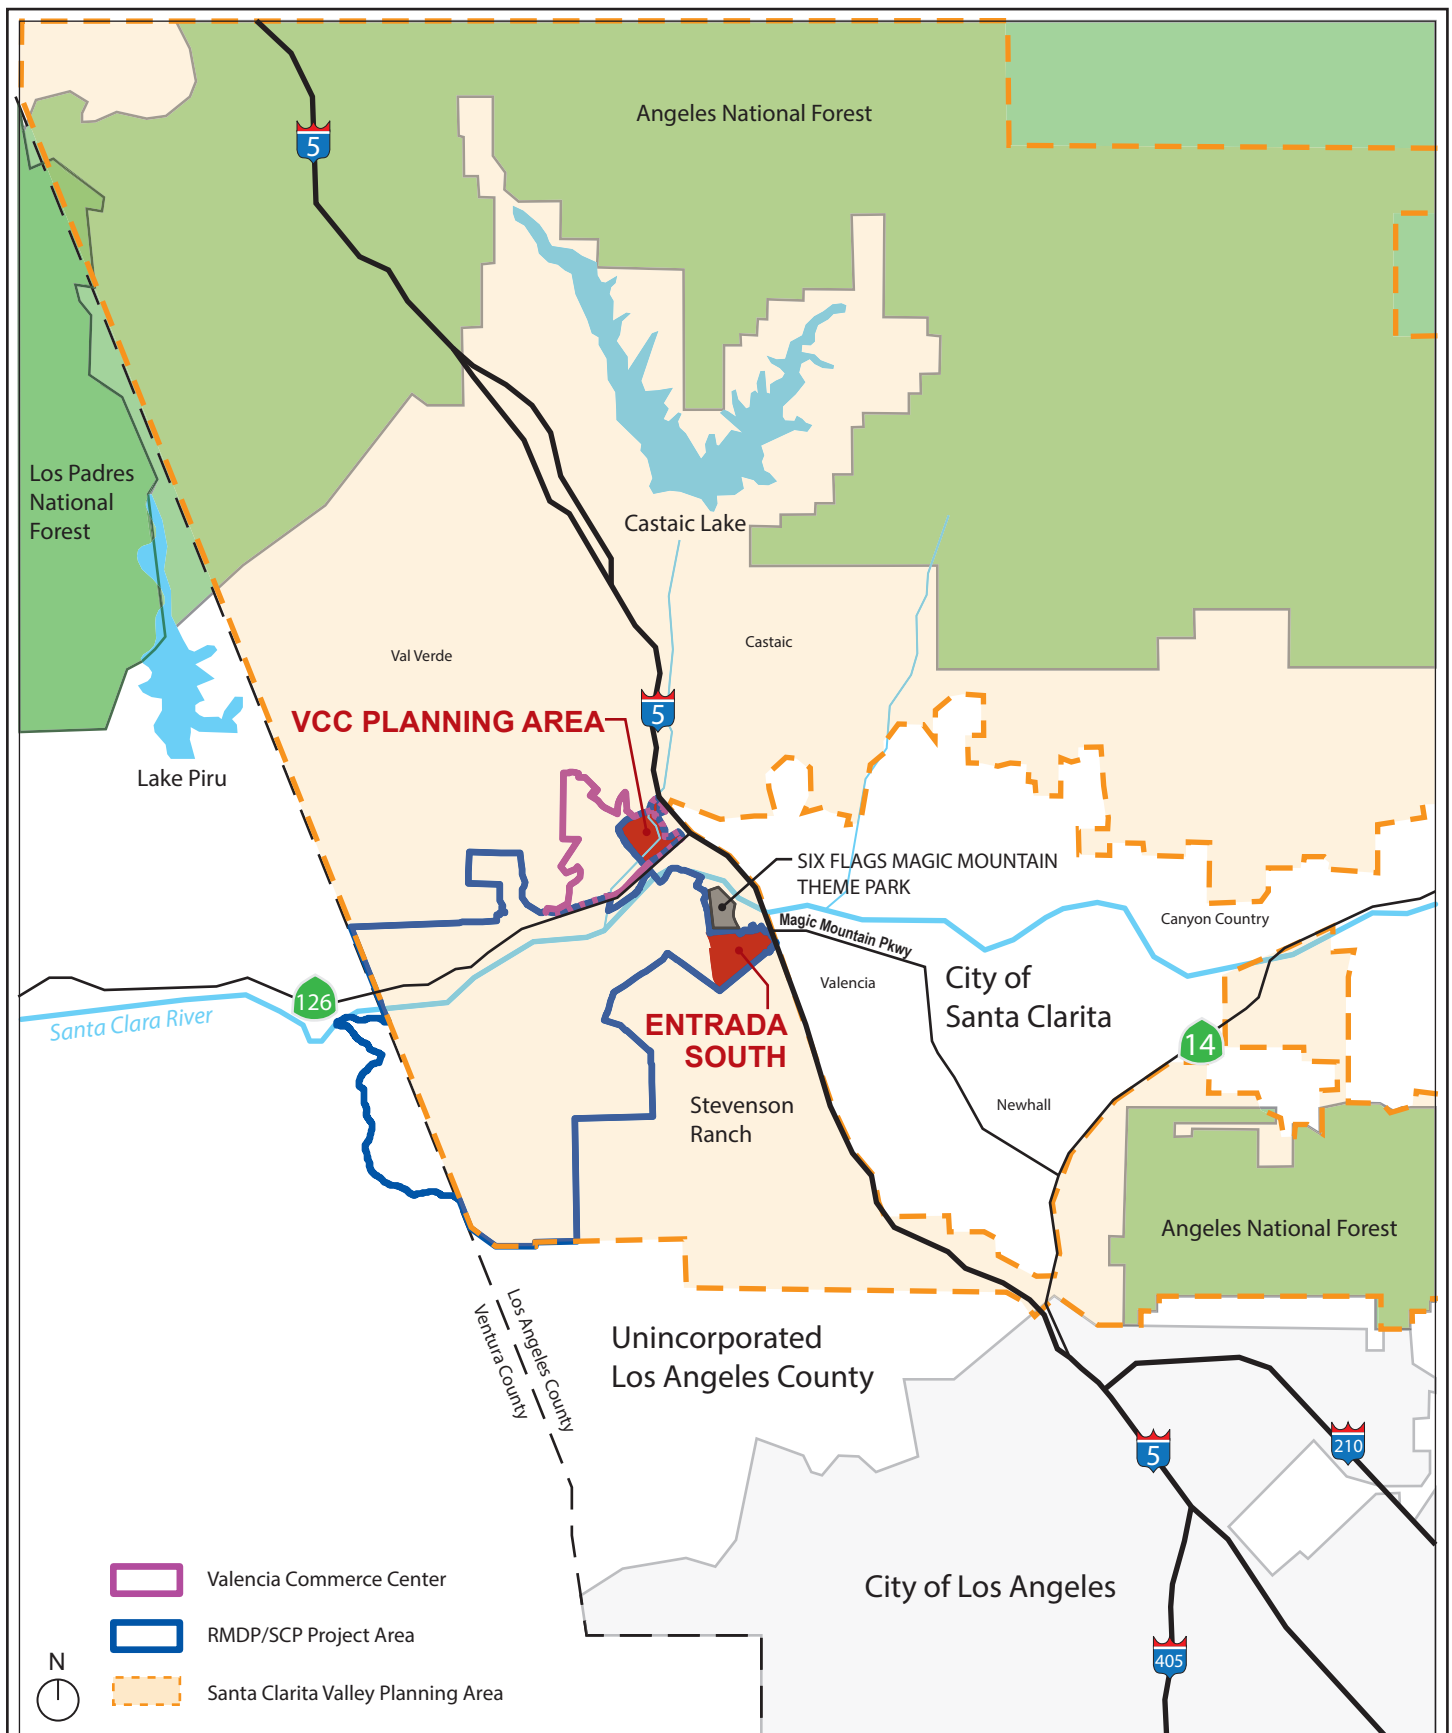 Angeles National Forest
5
Los Padres
National
Forest
Castaic Lake
Castaic
Val Verde
5
VCC PLANNING AREA
Lake Piru
SIX FLAGS MAGIC MOUNTAIN
THEME PARK
Canyon Country
Magic Mountain Pkwy
Valencia
City of
Santa Clarita
126
Santa Clara River
ENTRADA
SOUTH
14
Stevenson
Ranch
Newhall
Angeles National Forest
Los Angeles County
Ventura County
Unincorporated
Los Angeles County
5
210
City of Los Angeles
405
Valencia Commerce Center
RMDP/SCP Project Area
Santa Clarita Valley Planning Area
N